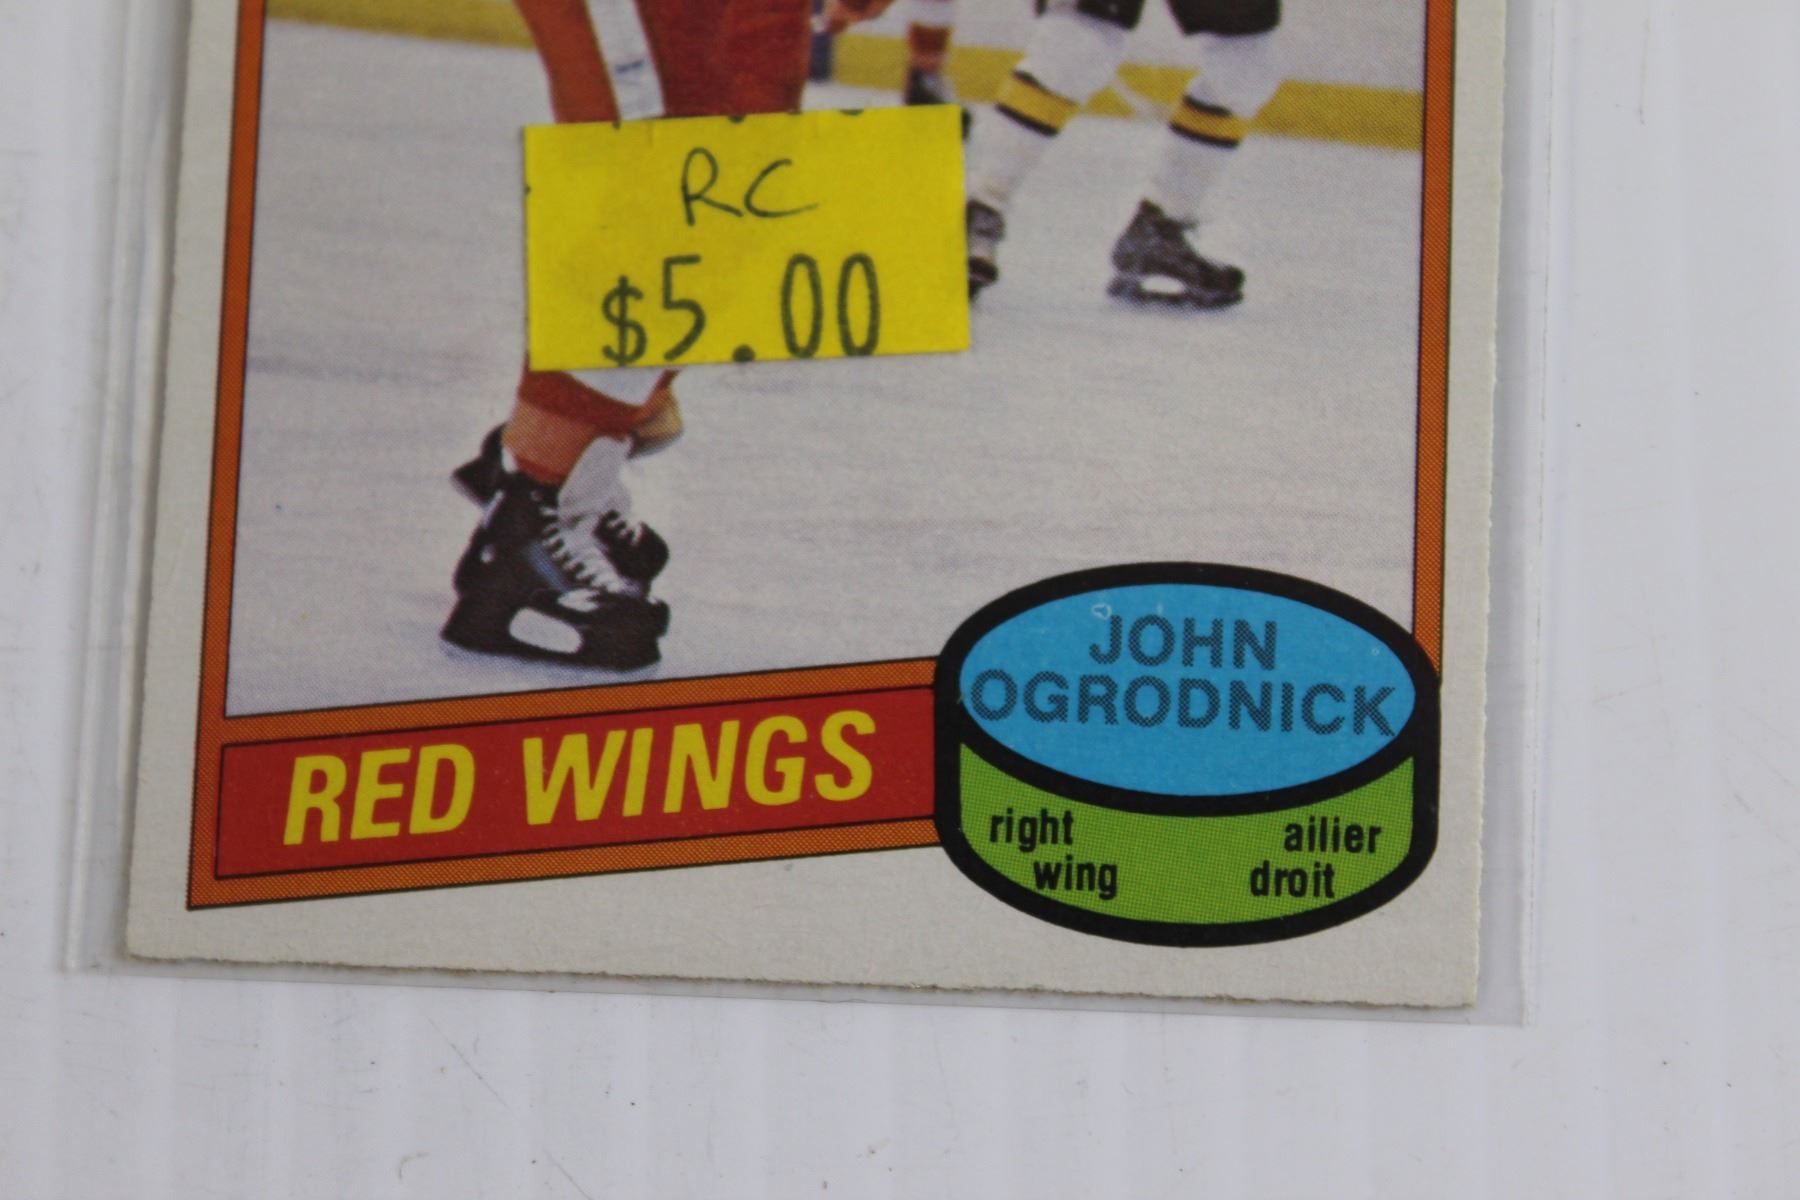 RC
$5.00
JOHN
OGRODNICK
RED WINGS
right
wing
ailier
droit